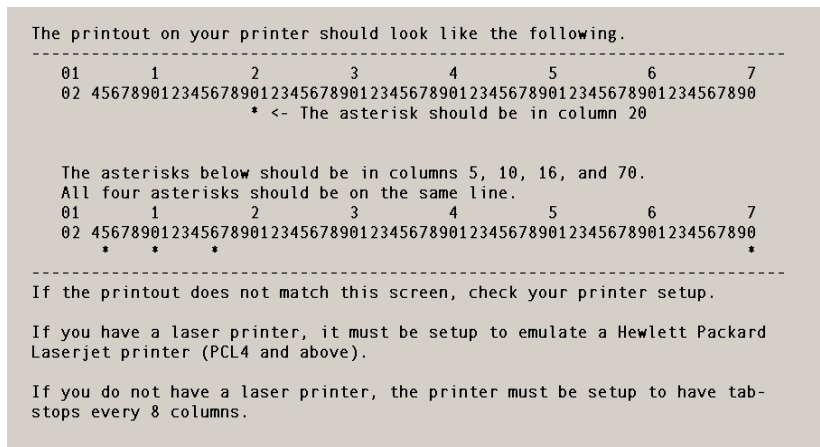 The printout on your printer should look like the following.
----------------------------------------------------------------------------
   01       1         2         3         4         5         6         7
   02 4567890123456789012345678901234567890123456789012345678901234567890
                      * <- The asterisk should be in column 20
   The asterisks below should be in columns 5, 10, 16, and 70.
   All four asterisks should be on the same line.
   01       1         2         3         4         5         6         7
   02 4567890123456789012345678901234567890123456789012345678901234567890
       *    *     *                                                     *
----------------------------------------------------------------------------
If the printout does not match this screen, check your printer setup.
If you have a laser printer, it must be setup to emulate a Hewlett Packard
Laserjet printer (PCL4 and above).
If you do not have a laser printer, the printer must be setup to have tab-
stops every 8 columns.